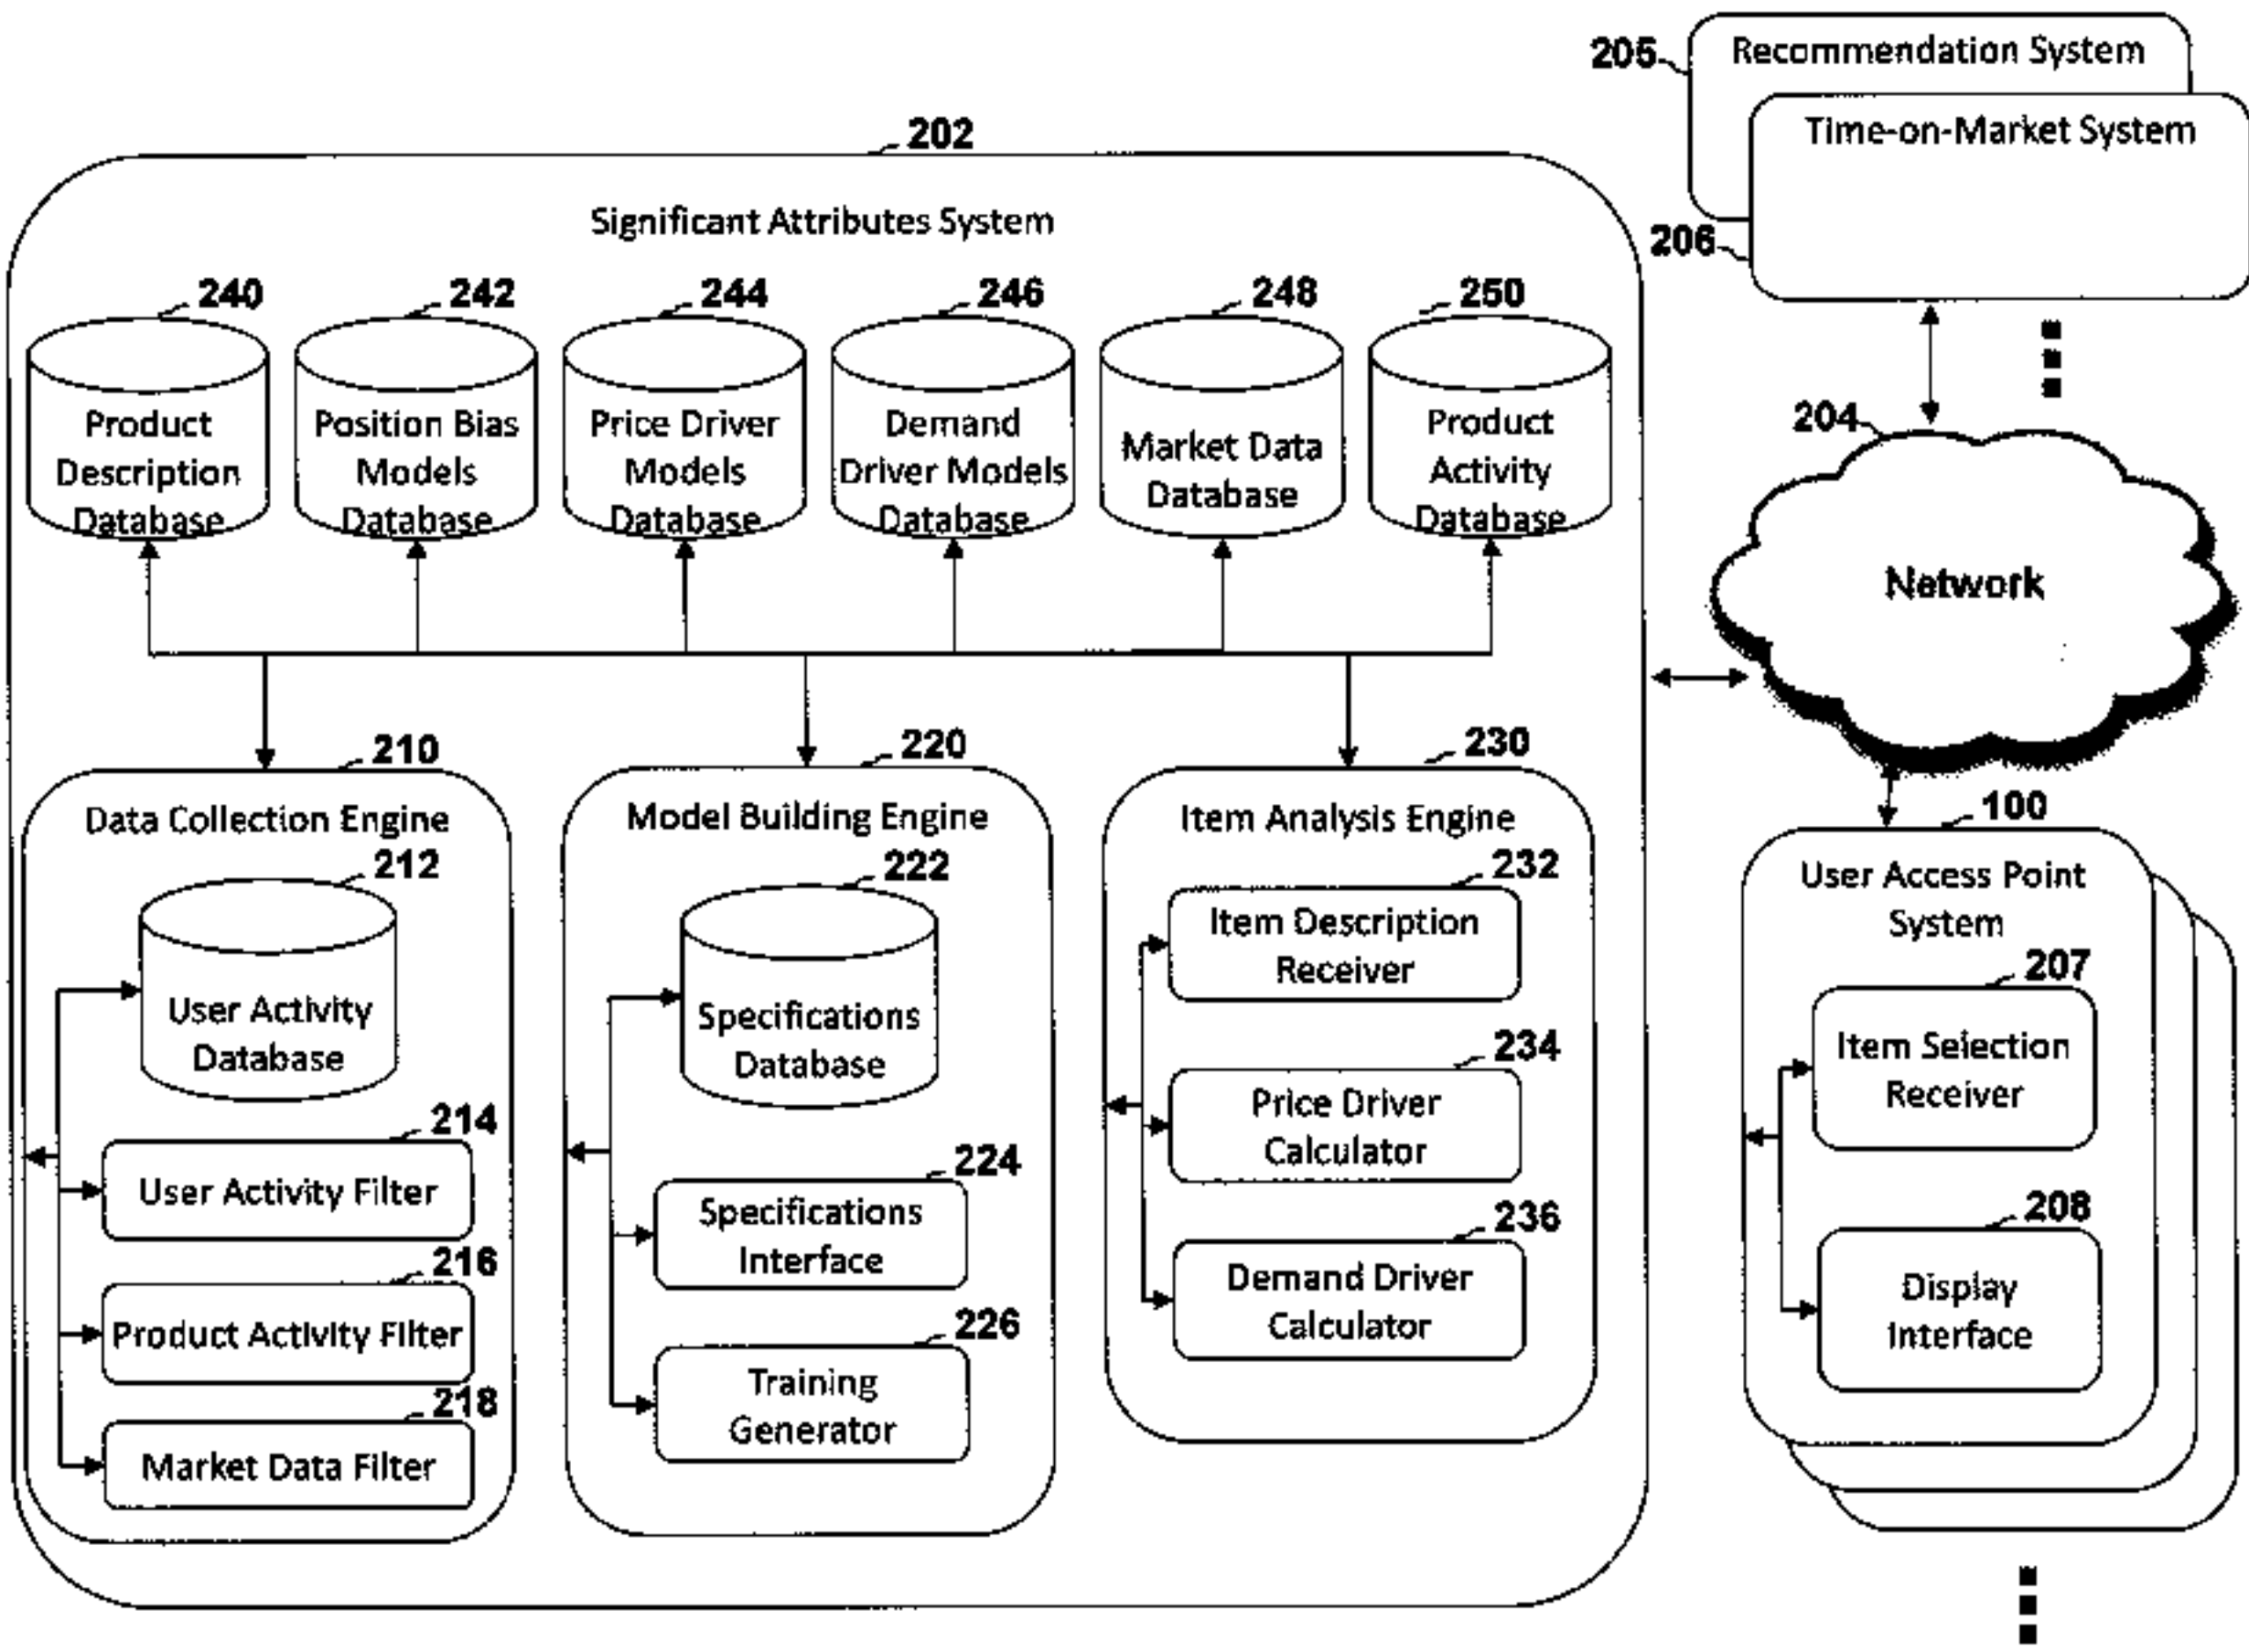 205
Recommendation System
Time-on-Market System
206
202
Significant Attributes System
240
242
244
246
248
250
Product
Description
Database
Position Bias
Models
Database
Price Driver
Models
Database
Demand
Driver Models
Database
Market Data
Database
Product
Activity
Database
204
Network
210
Data Collection Engine
212
User Activity
Database
214
User Activity Filter
216
Product Activity Filter
218
Market Data Filter
220
Model Building Engine
222
Specifications
Database
224
Specifications
Interface
226
Training
Generator
230
Item Analysis Engine
232
Item Description
Receiver
234
Price Driver
Calculator
236
Demand Driver
Calculator
100
User Access Point
System
207
Item Selection
Receiver
208
Display
Interface